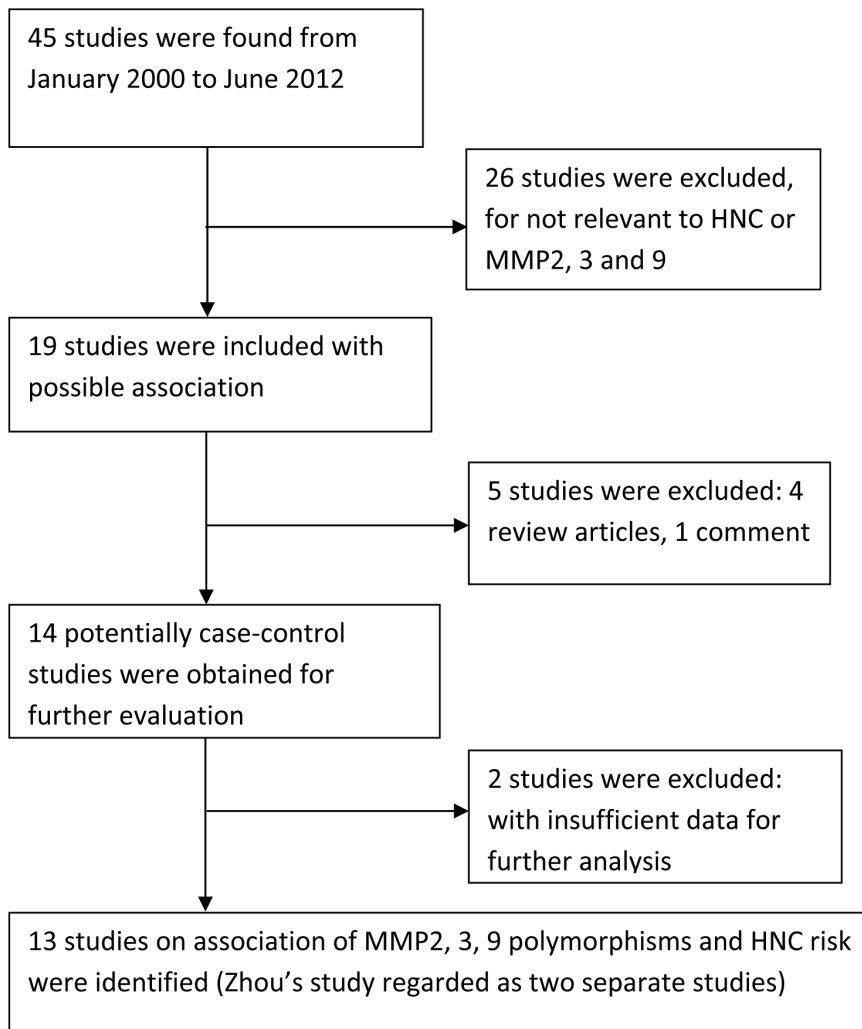 45 studies were found from
January 2000 to June 2012
26 studies were excluded,
for not relevant to HNC or
MMP2, 3 and 9
19 studies were included with
possible association
5 studies were excluded: 4
review articles, 1 comment
14 potentially case-control
studies were obtained for
further evaluation
2 studies were excluded:
with insufficient data for
further analysis
13 studies on association of MMP2, 3, 9 polymorphisms and HNC risk
were identified (Zhou’s study regarded as two separate studies)